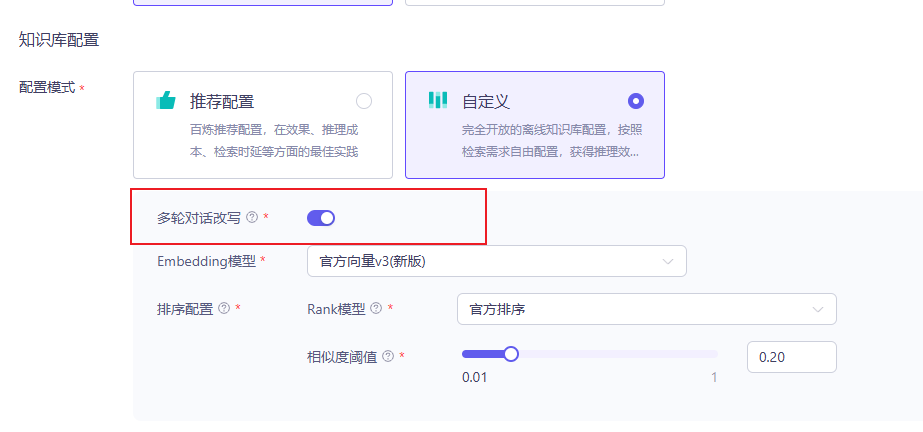 知识库配置
配置模式 *
推荐配置
百炼推荐配置，在效果、推理成
本、检索时延等方面的最佳实践
自定义
完全开放的离线知识库配置，按照
检索需求自由配置，获得推理效...
多轮对话改写 ? *
Embedding模型 *
官方向量v3(新版)
排序配置 ? *
Rank模型 ? *
官方排序
相似度阈值 ? *
0.20
0.01
1